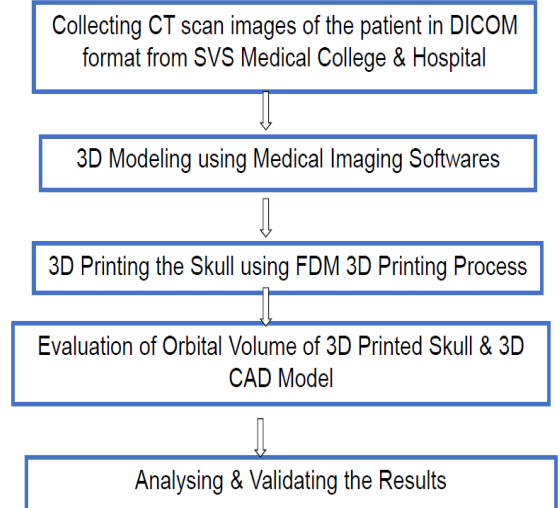 Collecting CT scan images of the patient in DICOM
format from SVS Medical College & Hospital
3D Modeling using Medical Imaging Softwares
3D Printing the Skull using FDM 3D Printing Process
Evaluation of Orbital Volume of 3D Printed Skull & 3D
CAD Model
Analysing & Validating the Results